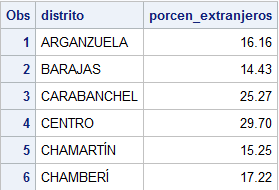 Obs distrito porcen_extranjeros
1 ARGANZUELA 16.16
2 BARAJAS 14.43
3 CARABANCHEL 25.27
4 CENTRO 29.70
5 CHAMARTÍN 15.25
6 CHAMBERÍ 17.22